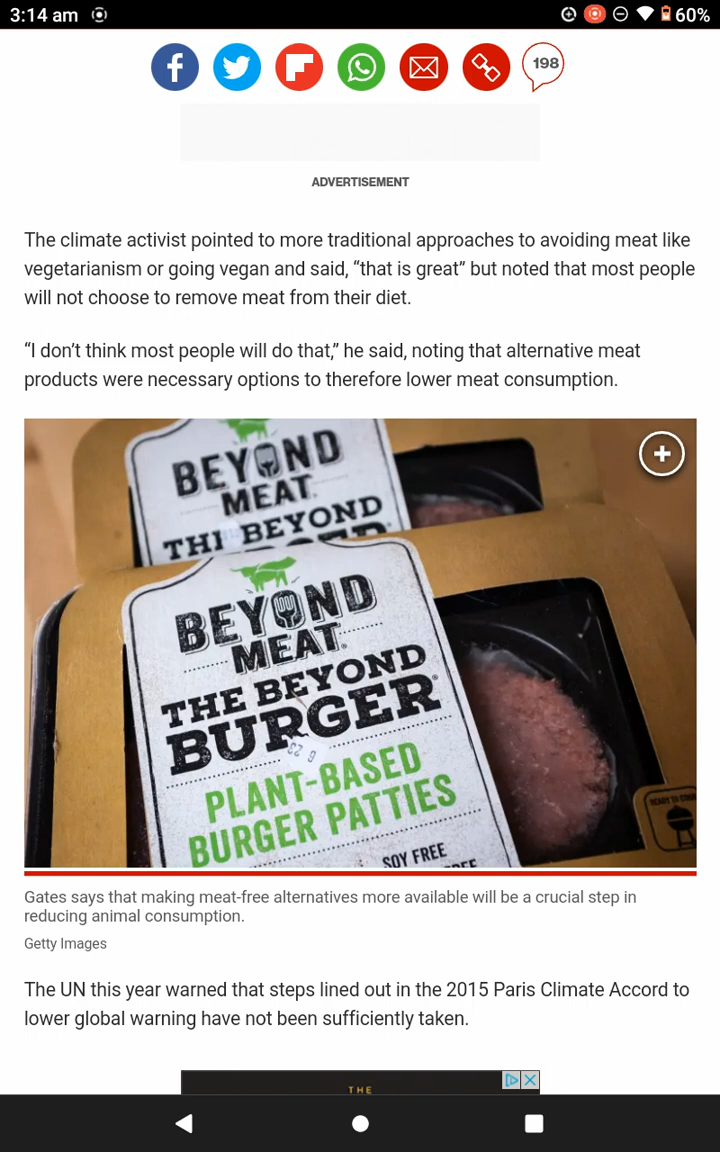 3:14 am
60%
198
ADVERTISEMENT
The climate activist pointed to more traditional approaches to avoiding meat like
vegetarianism or going vegan and said, “that is great” but noted that most people
will not choose to remove meat from their diet.
“I don’t think most people will do that,” he said, noting that alternative meat
products were necessary options to therefore lower meat consumption.
BEYOND
MEAT
THE BEYOND
BEYOND
MEAT®
THE BEYOND
BURGER®
PLANT-BASED
BURGER PATTIES
SOY FREE
READY TO COOK
Gates says that making meat-free alternatives more available will be a crucial step in
reducing animal consumption.
Getty Images
The UN this year warned that steps lined out in the 2015 Paris Climate Accord to
lower global warning have not been sufficiently taken.
THE